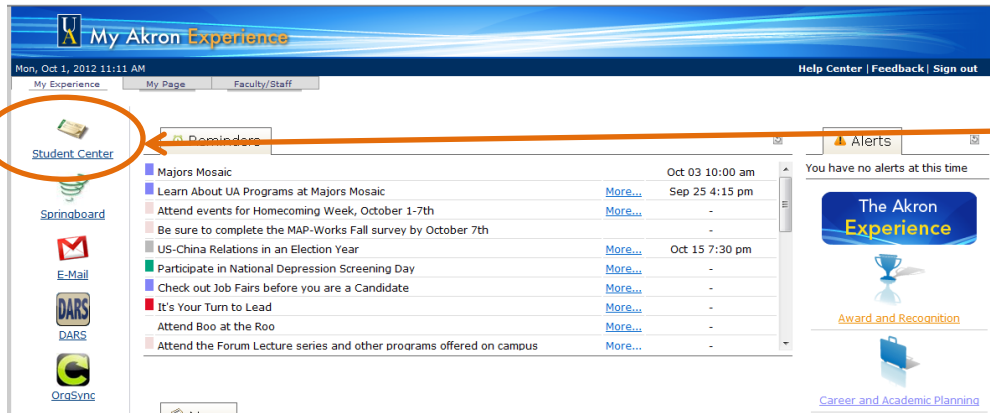 UA My Akron Experience
Mon, Oct 1, 2012 11:11 AM Help Center | Feedback | Sign out
My Experience My Page Faculty/Staff
Student Center
Springboard
E-Mail
DARS
DARS
OrgSync
Reminders
Majors Mosaic Oct 03 10:00 am
Learn About UA Programs at Majors Mosaic More... Sep 25 4:15 pm
Attend events for Homecoming Week, October 1-7th More... -
Be sure to complete the MAP-Works Fall survey by October 7th -
US-China Relations in an Election Year More... Oct 15 7:30 pm
Participate in National Depression Screening Day More... -
Check out Job Fairs before you are a Candidate More... -
It's Your Turn to Lead More... -
Attend Boo at the Roo More... -
Attend the Forum Lecture series and other programs offered on campus More... -
Alerts
You have no alerts at this time
The Akron
Experience
Award and Recognition
Career and Academic Planning